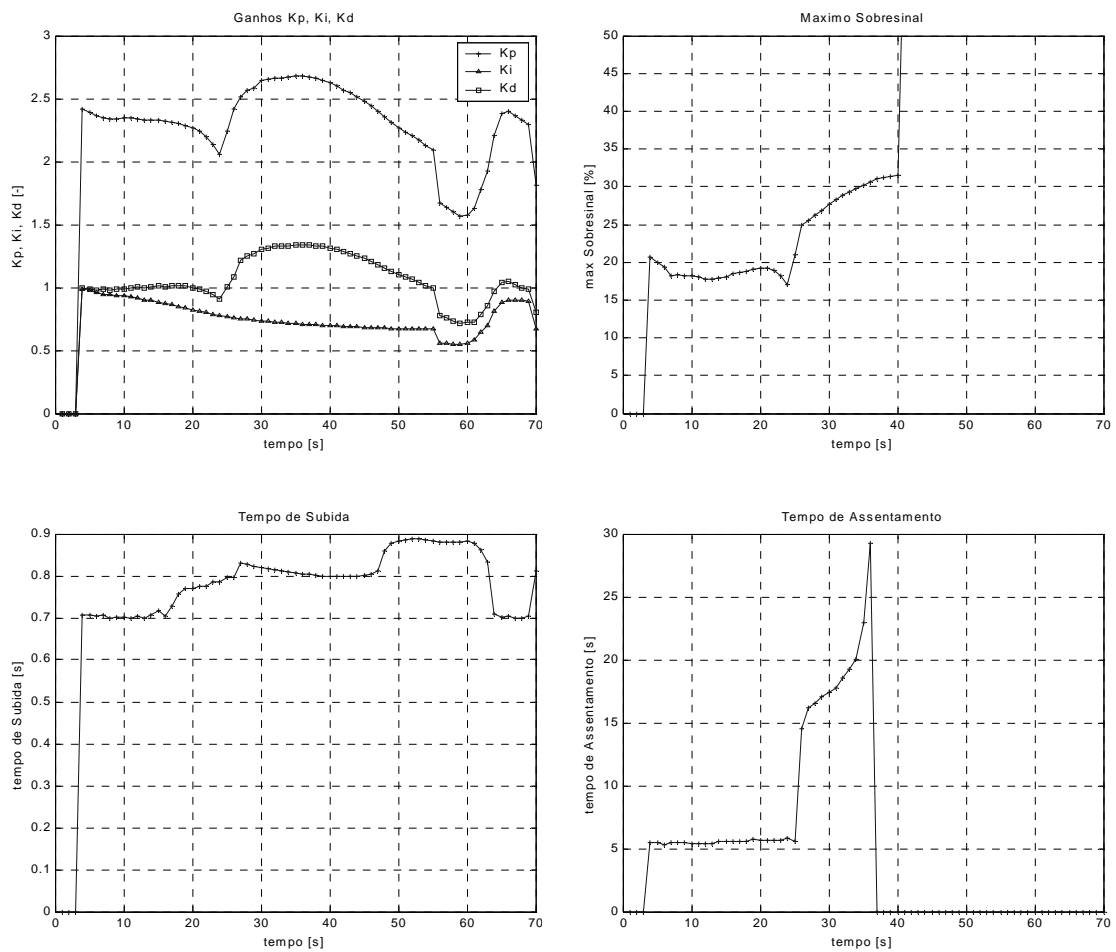 Ganhos Kp, Ki, Kd
Kp, Ki, Kd [-]
3
2.5
2
1.5
1
0.5
0
Kp
Ki
Kd
0 10 20 30 40 50 60 70
tempo [s]
Maximo Sobresinal
max Sobresinal [%]
50
45
40
35
30
25
20
15
10
5
0
0 10 20 30 40 50 60 70
tempo [s]
Tempo de Subida
tempo de Subida [s]
0.9
0.8
0.7
0.6
0.5
0.4
0.3
0.2
0.1
0
0 10 20 30 40 50 60 70
tempo [s]
Tempo de Assentamento
tempo de Assentamento [s]
30
25
20
15
10
5
0
0 10 20 30 40 50 60 70
tempo [s]